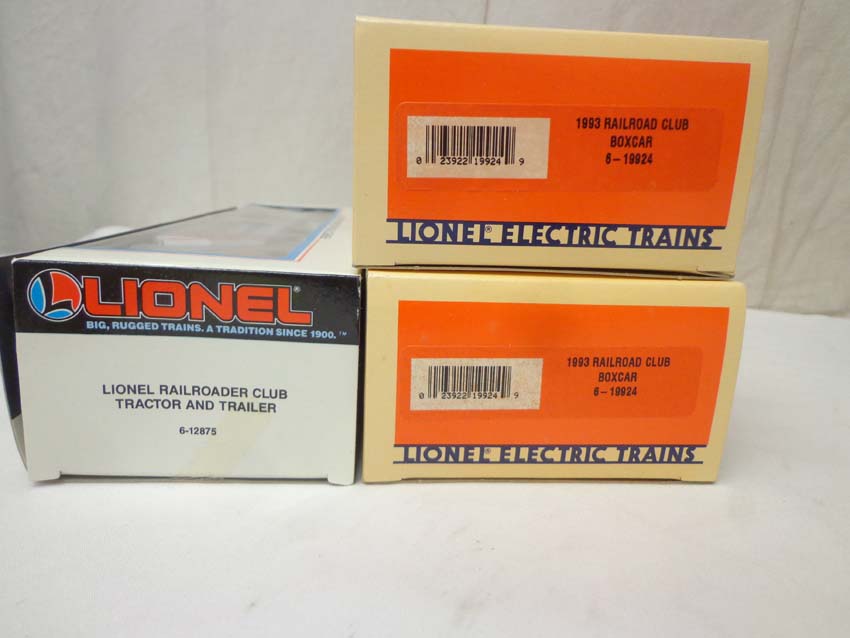 1993 RAILROAD CLUB
BOXCAR
6-19924
0 23922 19924 9
LIONEL® ELECTRIC TRAINS
LIONEL®
BIG, RUGGED TRAINS. A TRADITION SINCE 1900.™
LIONEL RAILROADER CLUB
TRACTOR AND TRAILER
6-12875
1993 RAILROAD CLUB
BOXCAR
6-19924
0 23922 19924 9
LIONEL® ELECTRIC TRAINS